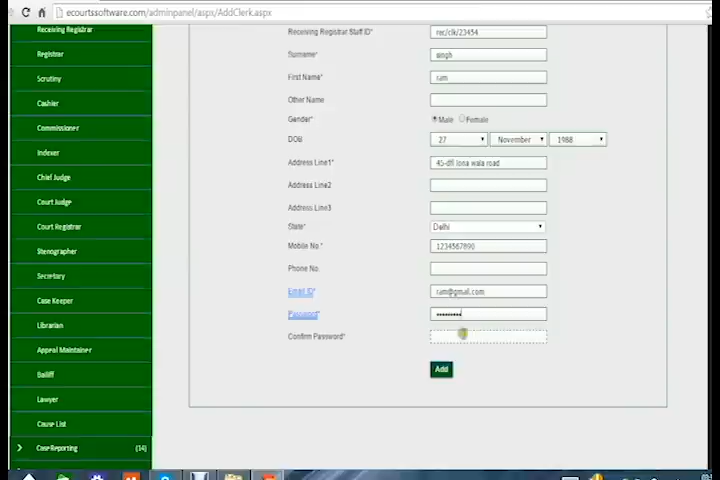 ecourtssoftware.com/adminpanel/aspx/AddClerk.aspx
Receiving Registrar
Registrar
Scrutiny
Cashier
Commissioner
Indexer
Chief Judge
Court Judge
Court Registrar
Stenographer
Secretary
Case Keeper
Librarian
Appeal Maintainer
Bailiff
Lawyer
Cause List
Case Reporting (14)
Receiving Registrar Staff ID* rec/clk/23454
Surname* singh
First Name* ram
Other Name
Gender* Male Female
DOB 27 November 1988
Address Line1* 45-dfl lona wala road
Address Line2
Address Line3
State* Delhi
Mobile No.* 1234567890
Phone No.
Email ID* ram@gmail.com
Password* •••••••••
Confirm Password*
Add